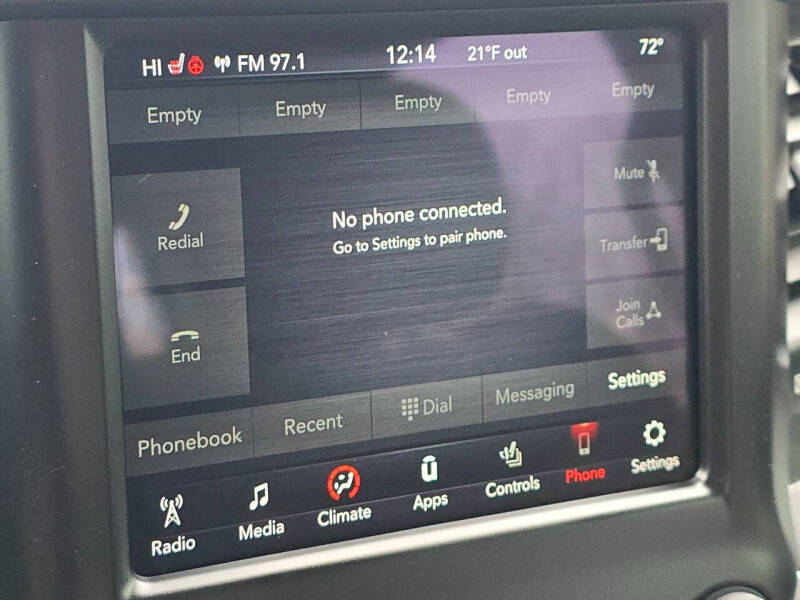 HI FM 97.1 12:14 21°F out 72°
Empty Empty Empty Empty Empty
Redial
No phone connected.
Go to Settings to pair phone.
Mute
Transfer
Join
Calls
End
Phonebook Recent Dial Messaging Settings
Radio Media Climate Apps Controls Phone Settings